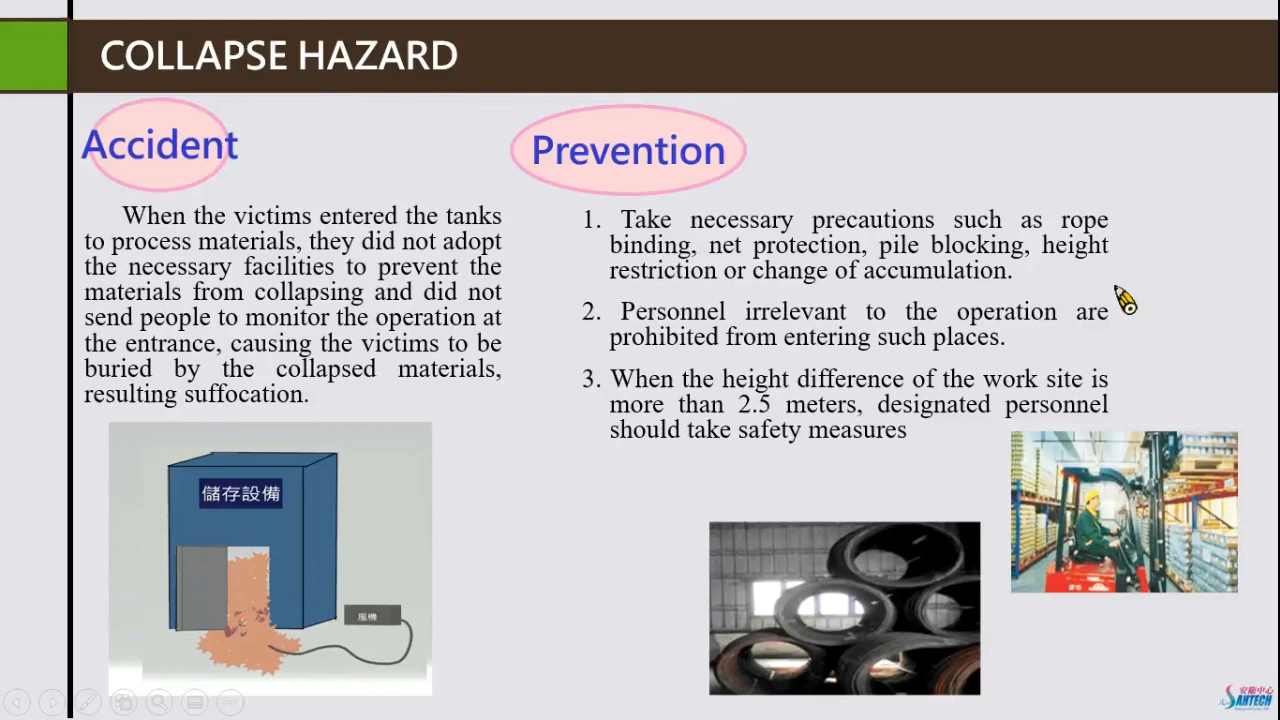 COLLAPSE HAZARD
Accident
When the victims entered the tanks
to process materials, they did not adopt
the necessary facilities to prevent the
materials from collapsing and did not
send people to monitor the operation at
the entrance, causing the victims to be
buried by the collapsed materials,
resulting suffocation.
儲存設備
風機
Prevention
1. Take necessary precautions such as rope
binding, net protection, pile blocking, height
restriction or change of accumulation.
2. Personnel irrelevant to the operation are
prohibited from entering such places.
3. When the height difference of the work site is
more than 2.5 meters, designated personnel
should take safety measures
安衛中心
SAHTECH